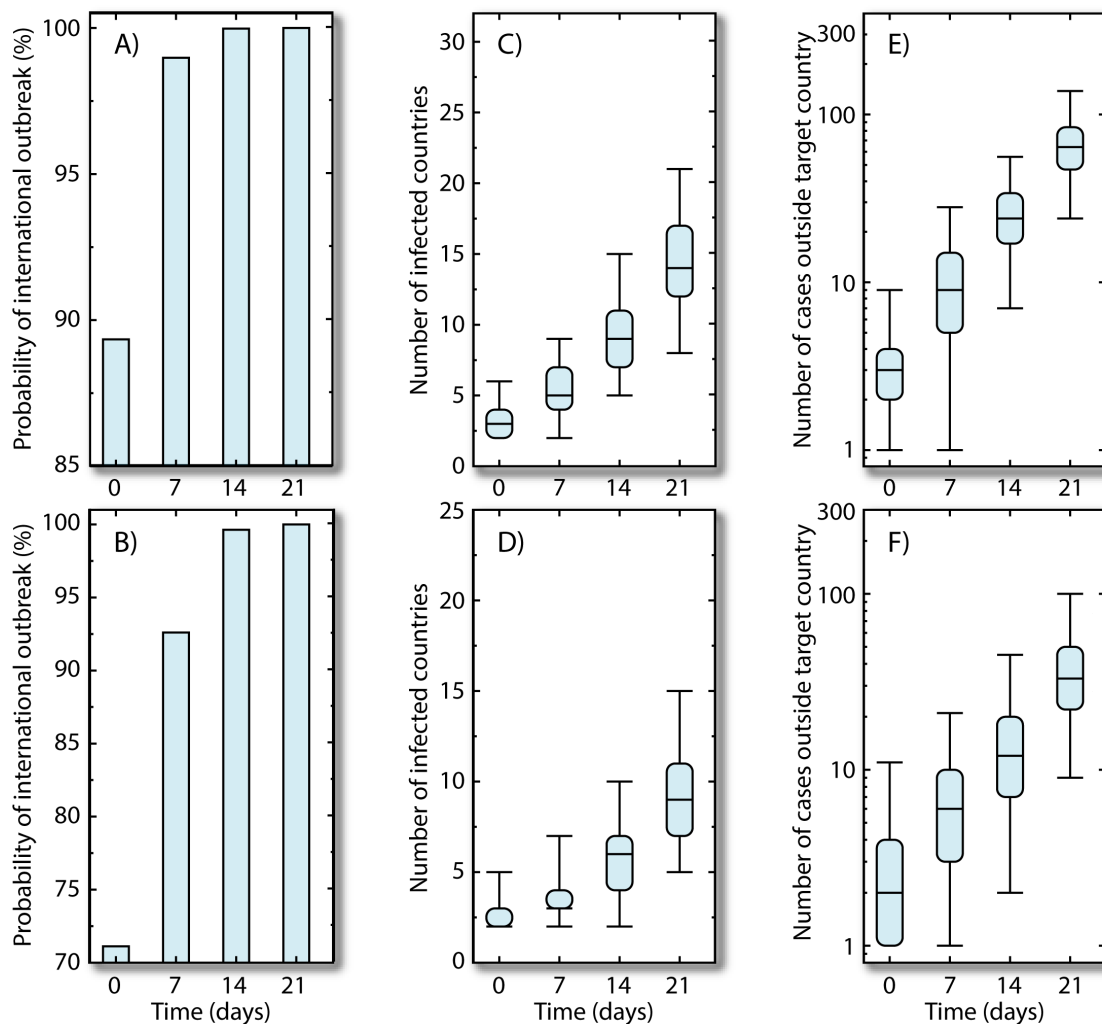 Probability of international outbreak (%)
A)
100
95
90
85
0 7 14 21
Number of infected countries
C)
30
25
20
15
10
5
0
0 7 14 21
Number of cases outside target country
E)
300
100
10
1
0 7 14 21
Probability of international outbreak (%)
B)
100
95
90
85
80
75
70
0 7 14 21
Time (days)
Number of infected countries
D)
25
20
15
10
5
0
0 7 14 21
Time (days)
Number of cases outside target country
F)
300
100
10
1
0 7 14 21
Time (days)